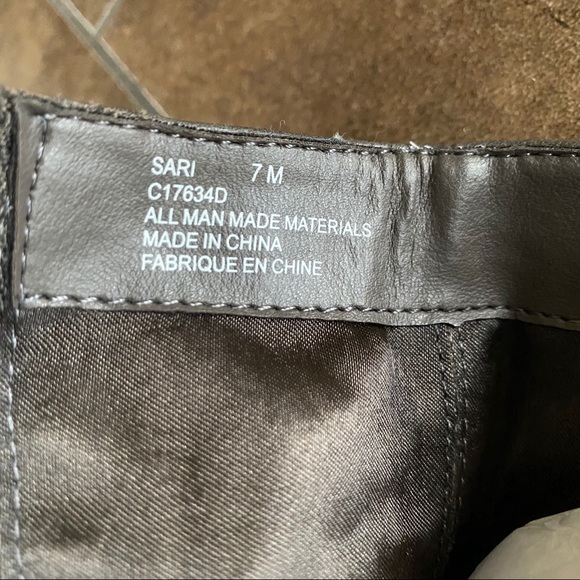 SARI 7 M
C17634D
ALL MAN MADE MATERIALS
MADE IN CHINA
FABRIQUE EN CHINE